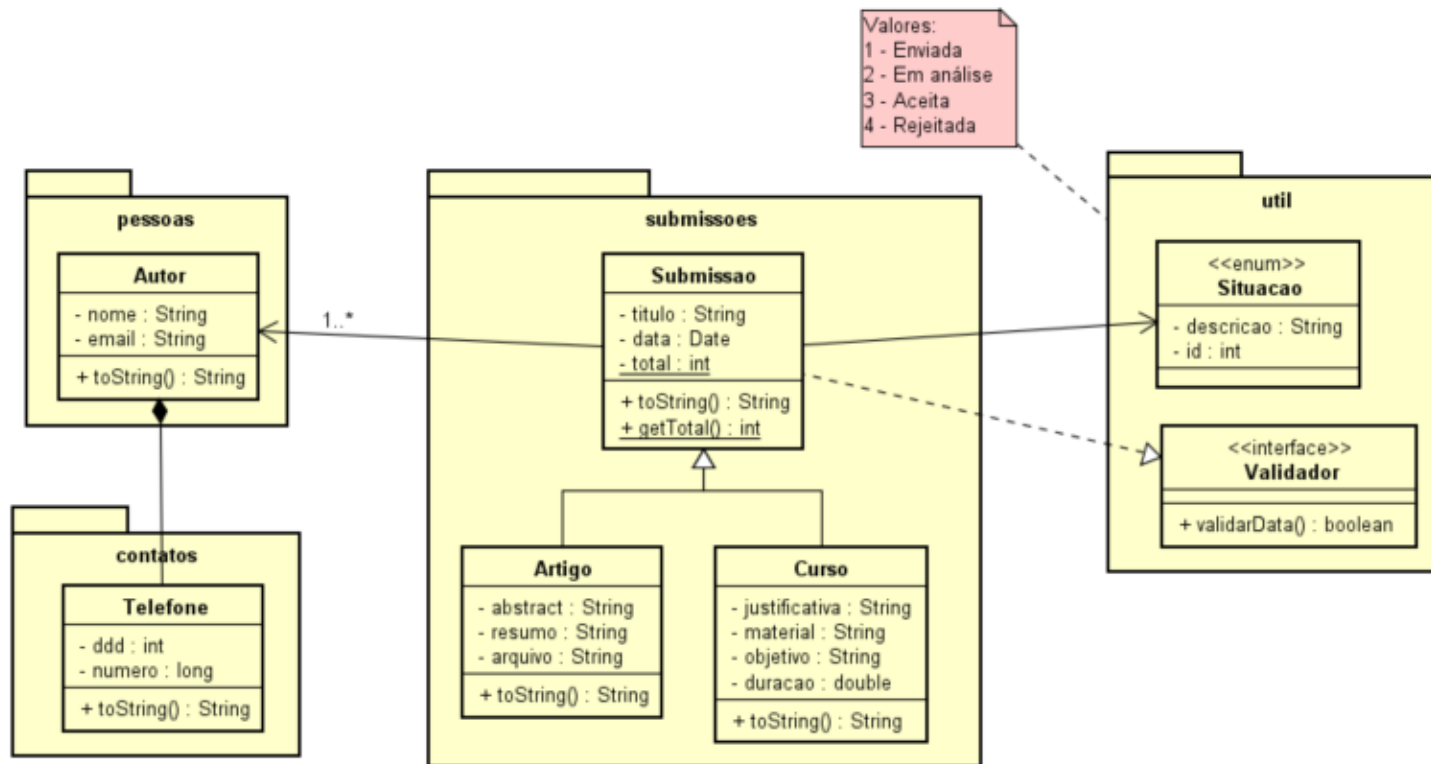 Valores:
1 - Enviada
2 - Em análise
3 - Aceita
4 - Rejeitada
pessoas
Autor
- nome : String
- email : String
+ toString() : String
1..*
contatos
Telefone
- ddd : int
- numero : long
+ toString() : String
submissoes
Submissao
- titulo : String
- data : Date
- total : int
+ toString() : String
+ getTotal() : int
Artigo
- abstract : String
- resumo : String
- arquivo : String
+ toString() : String
Curso
- justificativa : String
- material : String
- objetivo : String
- duracao : double
+ toString() : String
util
<<enum>>
Situacao
- descricao : String
- id : int
<<interface>>
Validador
+ validarData() : boolean